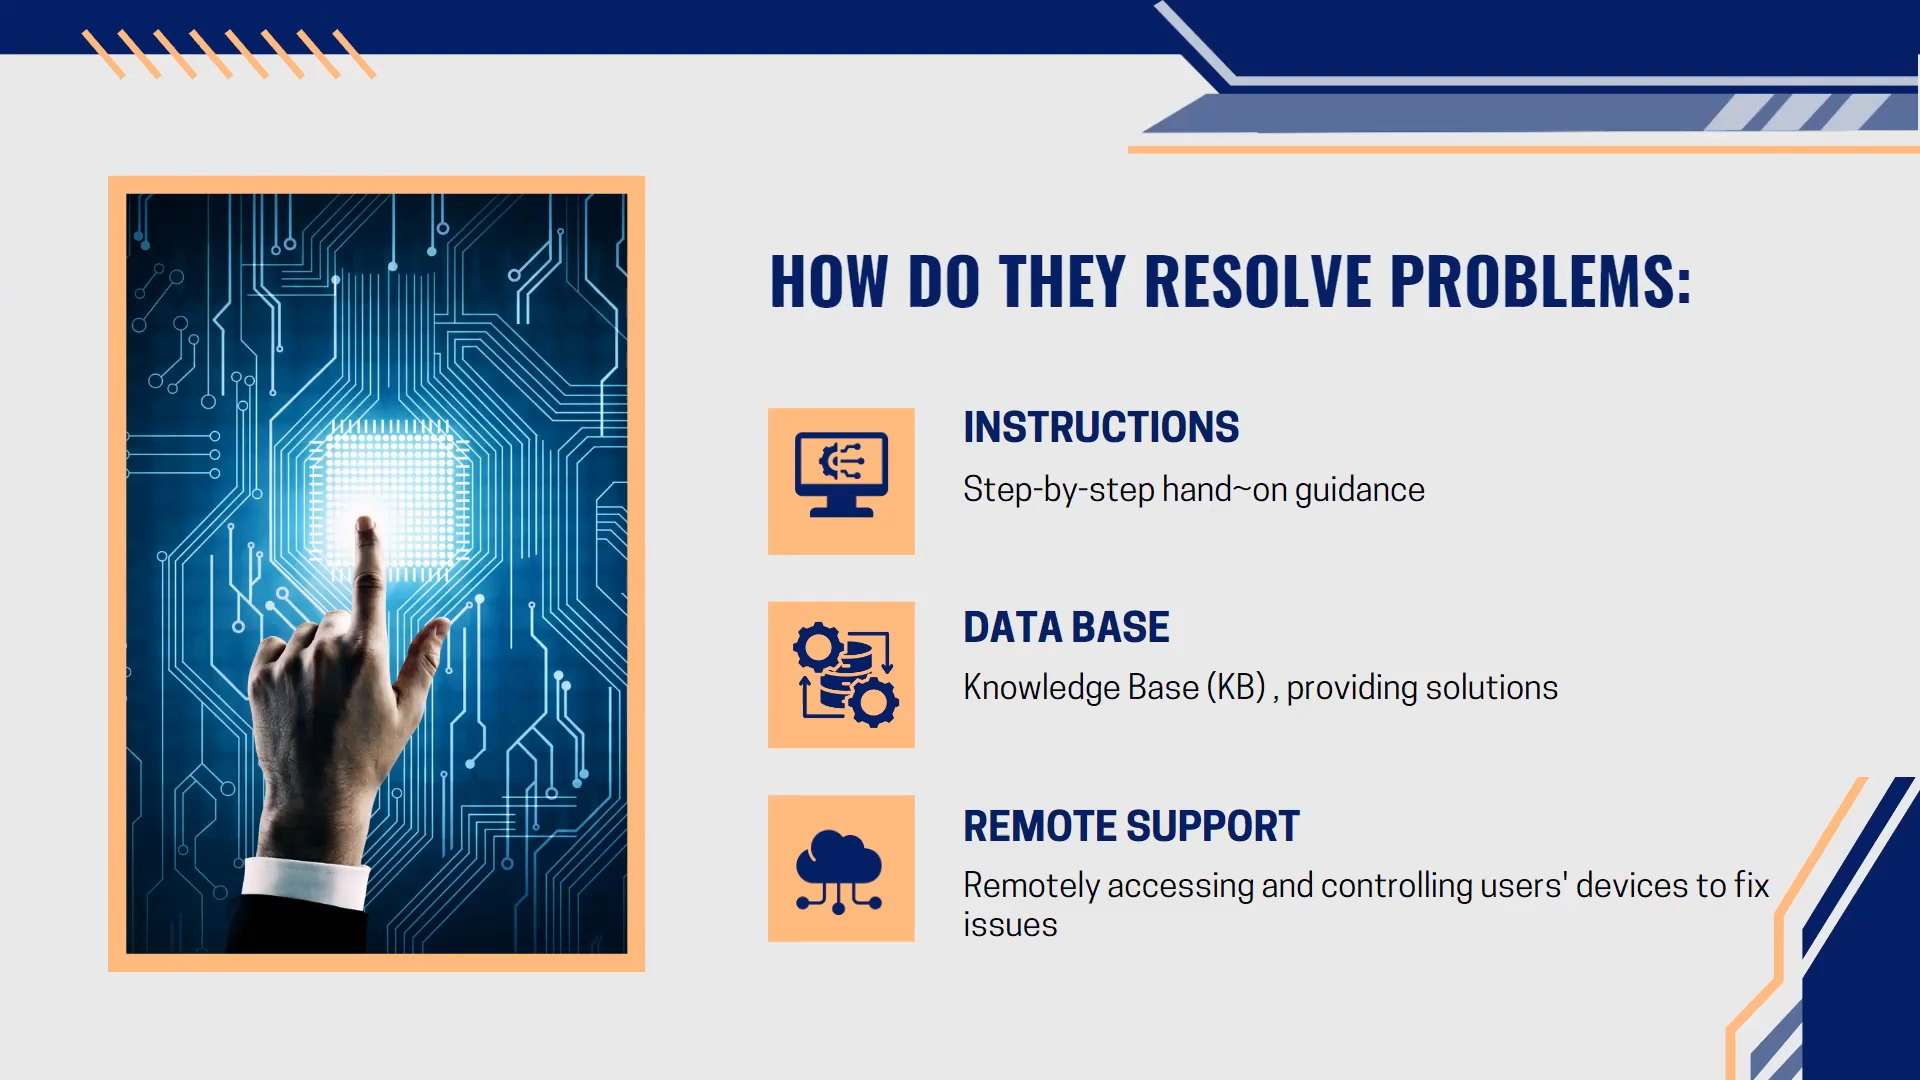 HOW DO THEY RESOLVE PROBLEMS:
INSTRUCTIONS
Step-by-step hand~on guidance
DATA BASE
Knowledge Base (KB) , providing solutions
REMOTE SUPPORT
Remotely accessing and controlling users' devices to fix
issues